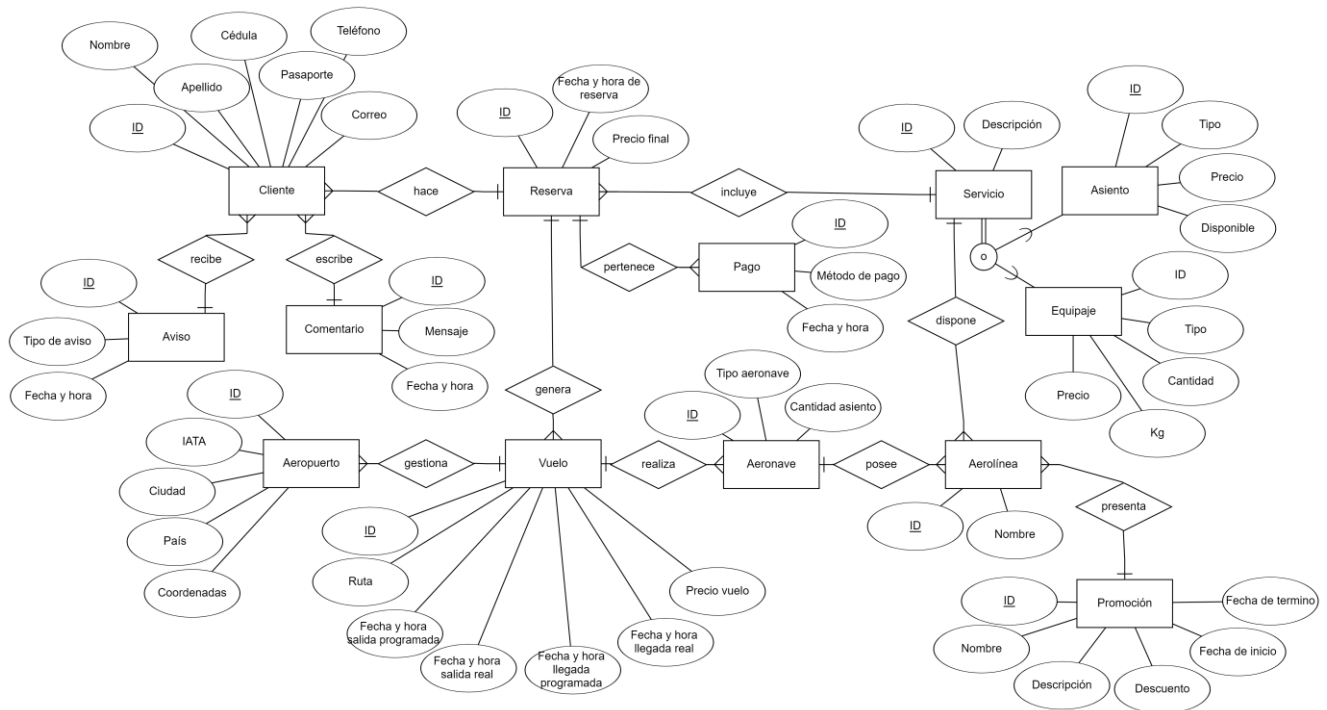 Nombre
Cédula
Teléfono
Apellido
Pasaporte
ID
Correo
Cliente
hace
ID
Fecha y hora de
reserva
Precio final
Reserva
incluye
ID
Descripción
Servicio
ID
Tipo
Precio
Disponible
Asiento
o
recibe
escribe
pertenece
ID
Método de pago
Fecha y hora
Pago
ID
Tipo de aviso
Fecha y hora
Aviso
ID
Mensaje
Fecha y hora
Comentario
dispone
ID
Tipo
Cantidad
Kg
Precio
Equipaje
genera
ID
IATA
Ciudad
País
Coordenadas
Aeropuerto
gestiona
Vuelo
realiza
ID
Tipo aeronave
Cantidad asiento
Aeronave
posee
Aerolínea
ID
Nombre
presenta
ID
Ruta
Fecha y hora
salida programada
Fecha y hora
salida real
Fecha y hora
llegada
programada
Fecha y hora
llegada real
Precio vuelo
ID
Nombre
Descripción
Descuento
Fecha de inicio
Fecha de termino
Promoción